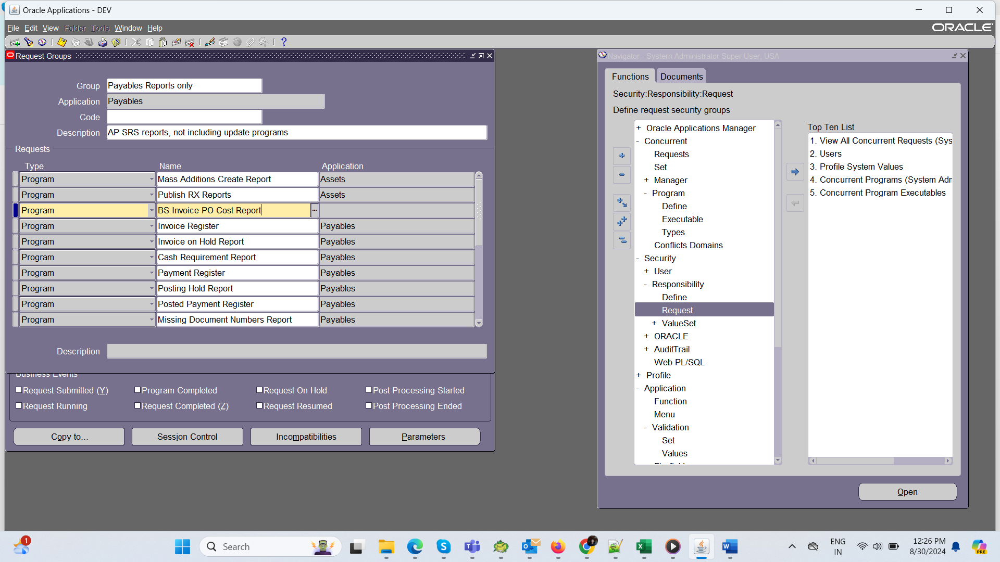 Oracle Applications - DEV
File Edit View Folder Tools Window Help
ORACLE
Request Groups
Group Payables Reports only
Application Payables
Code
Description AP SRS reports, not including update programs
Requests
Type Name Application
Program Mass Additions Create Report Assets
Program Publish RX Reports Assets
Program BS Invoice PO Cost Report ...
Program Invoice Register Payables
Program Invoice on Hold Report Payables
Program Cash Requirement Report Payables
Program Payment Register Payables
Program Posting Hold Report Payables
Program Posted Payment Register Payables
Program Missing Document Numbers Report Payables
Description
Business Events
Request Submitted (Y) Program Completed Request On Hold Post Processing Started
Request Running Request Completed (Z) Request Resumed Post Processing Ended
Copy to... Session Control Incompatibilities Parameters
Navigator - System Administrator Super User, USA
Functions Documents
Security:Responsibility:Request
Define request security groups
+ Oracle Applications Manager
- Concurrent
Requests
Set
+ Manager
- Program
Define
Executable
Types
Conflicts Domains
- Security
+ User
- Responsibility
Define
Request
+ ValueSet
+ ORACLE
+ AuditTrail
Web PL/SQL
+ Profile
- Application
Function
Menu
- Validation
Set
Values
Top Ten List
1. View All Concurrent Requests (Sys
2. Users
3. Profile System Values
4. Concurrent Programs (System Adm
5. Concurrent Program Executables
Open
1
Search
ENG
IN
12:26 PM
8/30/2024
PRE